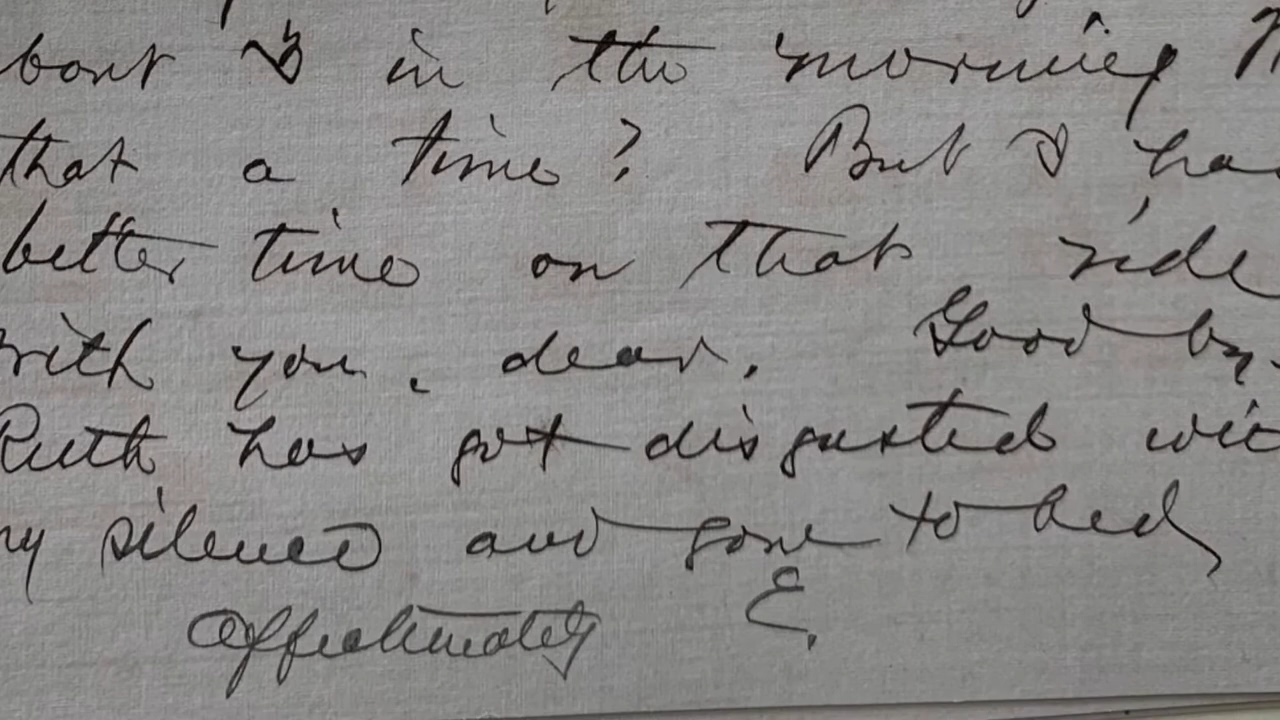 bout 3 in the morning
that a time? But I ha
better time on that ride
with you, dear. Good by.
Ruth has got disgusted wit
my silence and gone to bed,
Affectionately E.